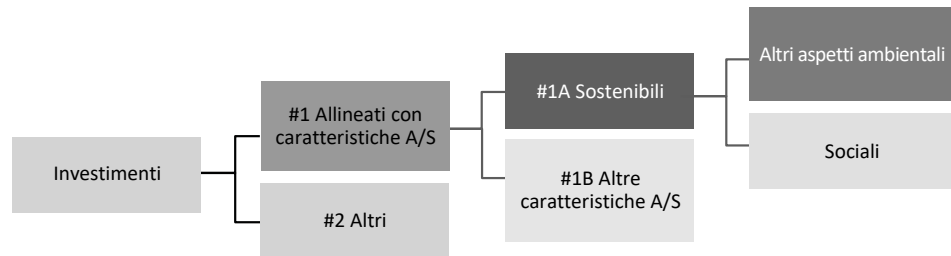 Investimenti
#1 Allineati con
caratteristiche A/S
#2 Altri
#1A Sostenibili
#1B Altre
caratteristiche A/S
Altri aspetti ambientali
Sociali